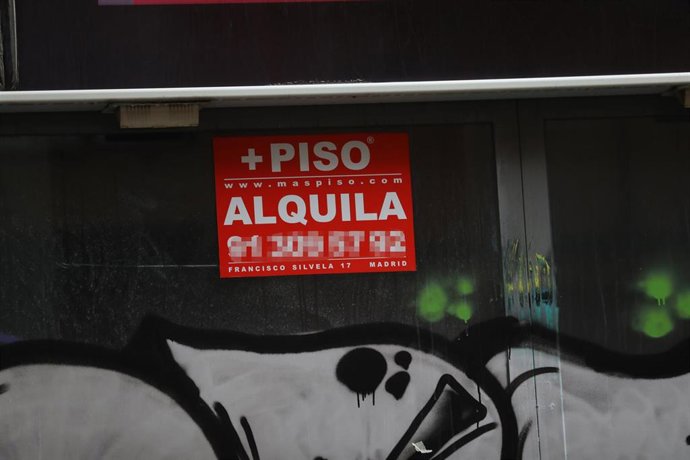 + PISO®
www.maspiso.com
ALQUILA
FRANCISCO SILVELA 17 MADRID